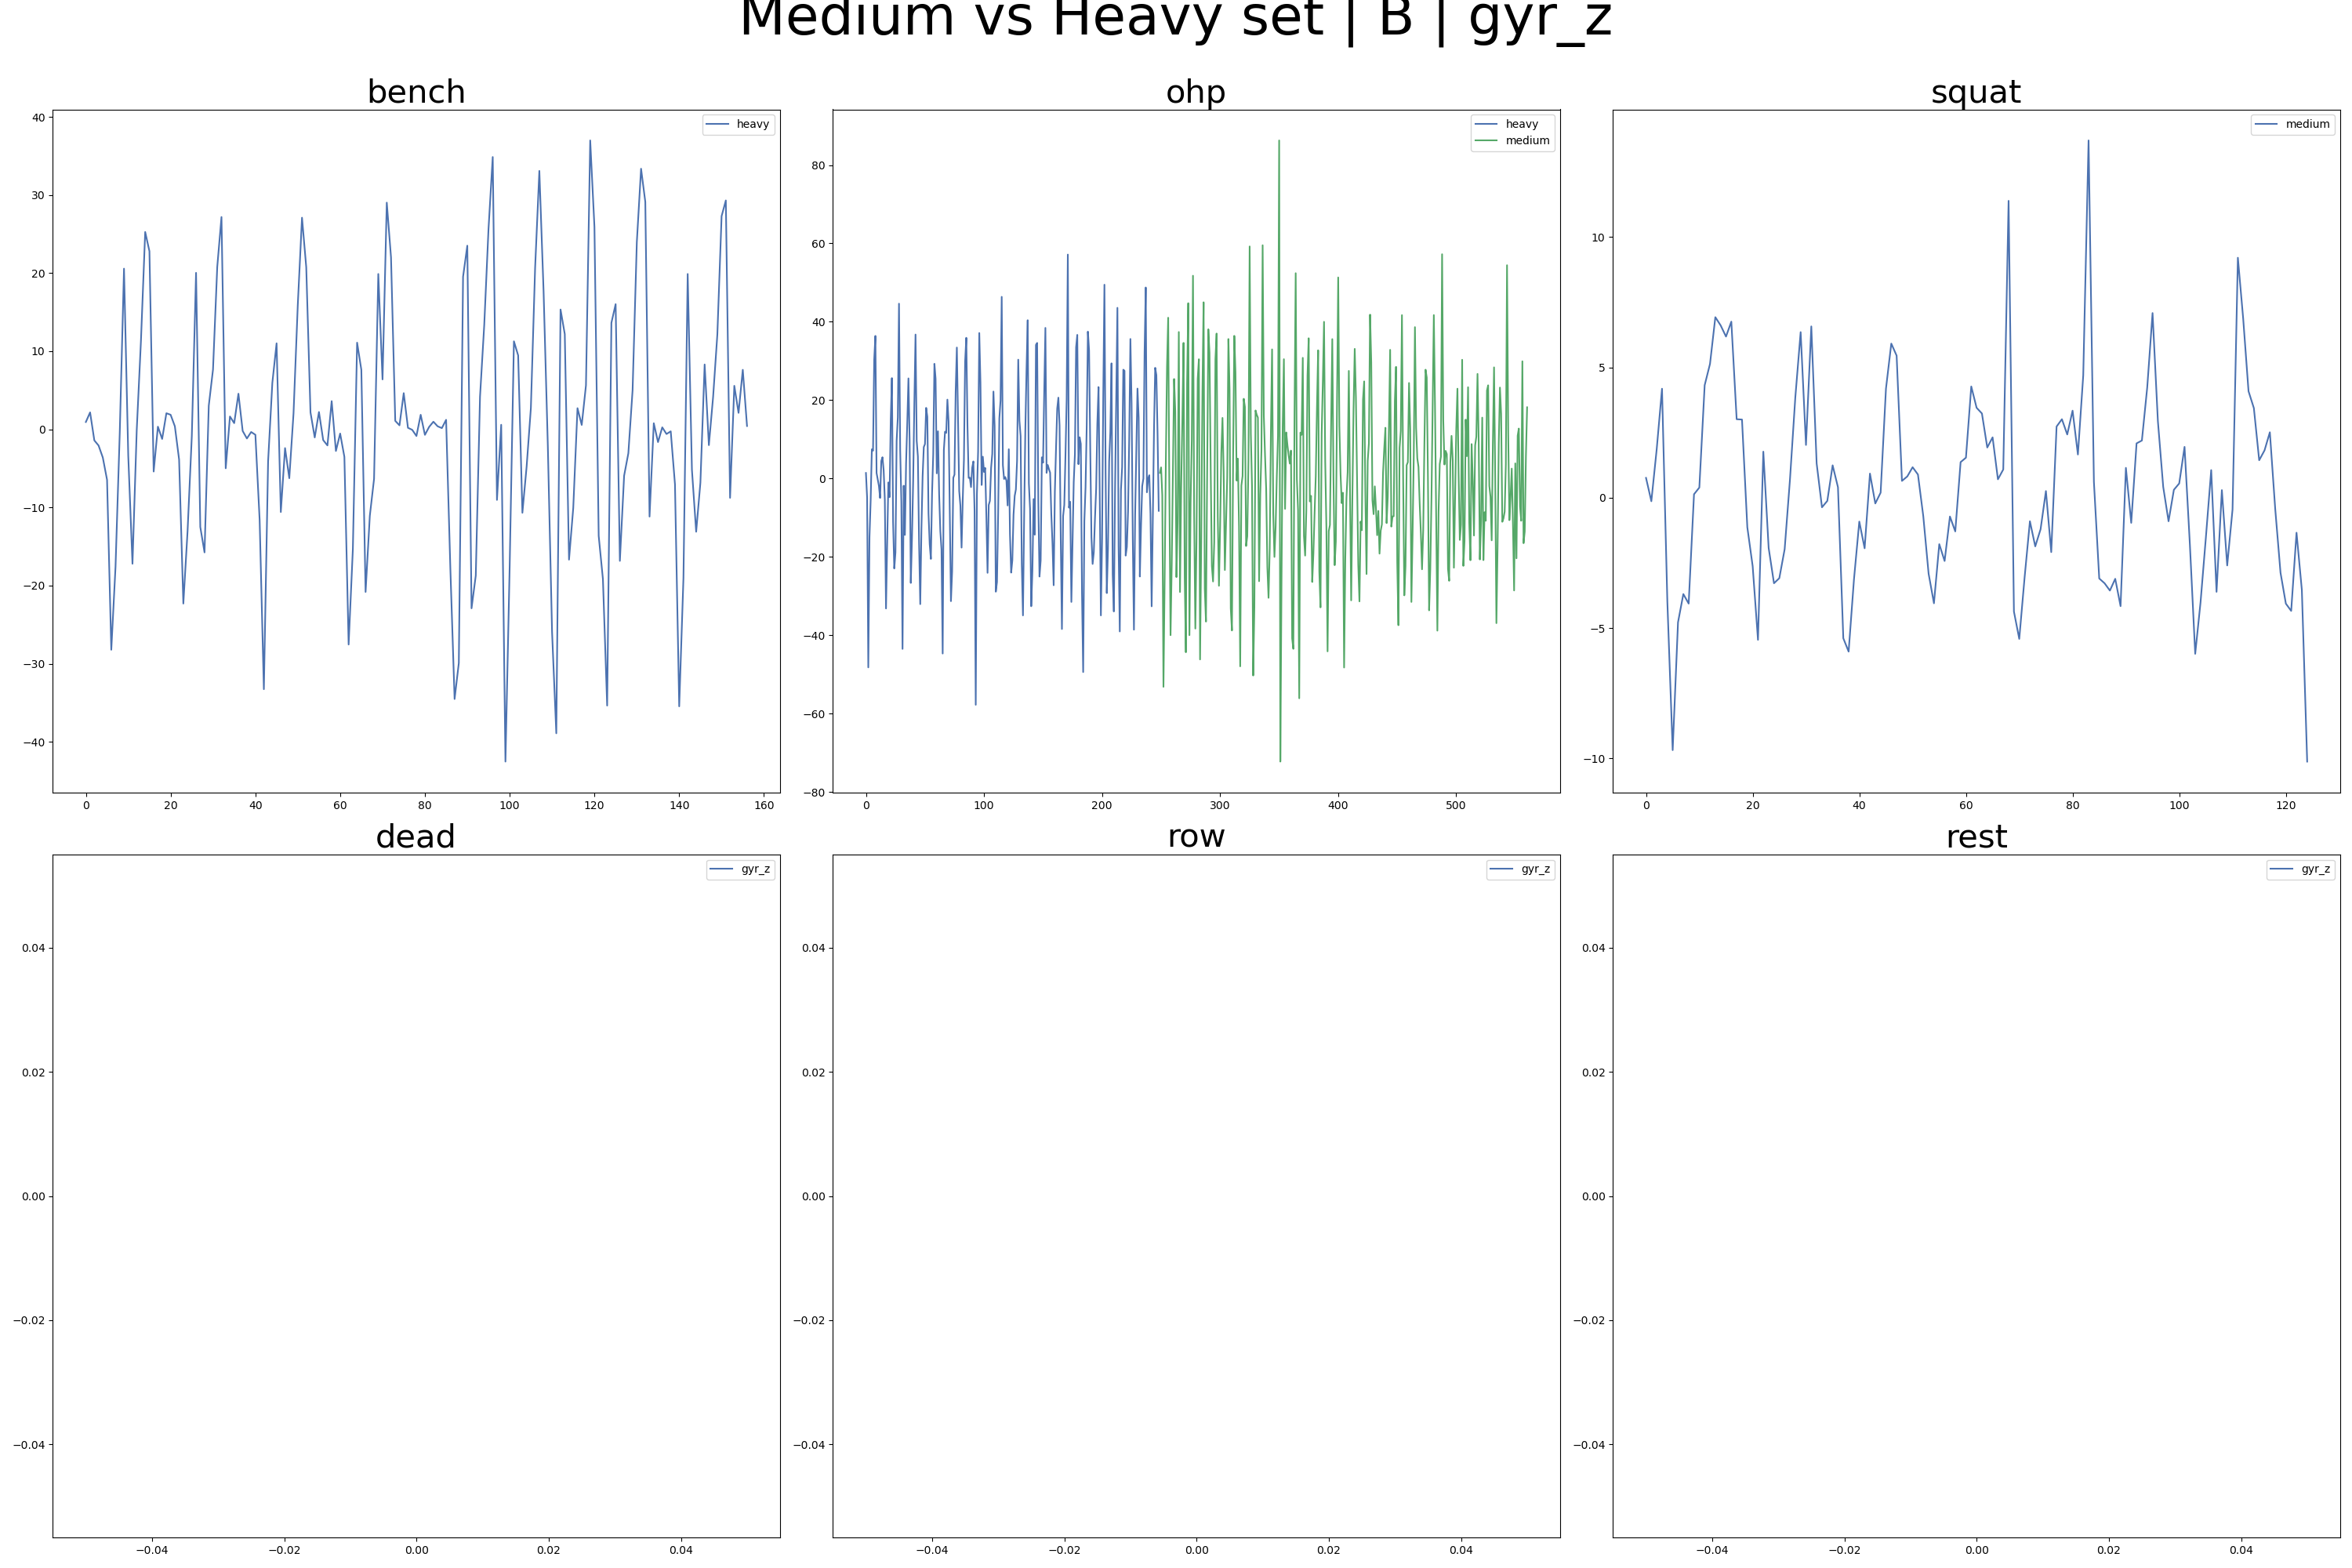 Medium vs Heavy set | B | gyr_z
bench
ohp
squat
40
30
20
10
0
−10
−20
−30
−40
heavy
0 20 40 60 80 100 120 140 160
80
60
40
20
0
−20
−40
−60
−80
heavy
medium
0 100 200 300 400 500
10
5
0
−5
−10
medium
0 20 40 60 80 100 120
dead
row
rest
0.04
0.02
0.00
−0.02
−0.04
gyr_z
−0.04 −0.02 0.00 0.02 0.04
0.04
0.02
0.00
−0.02
−0.04
gyr_z
−0.04 −0.02 0.00 0.02 0.04
0.04
0.02
0.00
−0.02
−0.04
gyr_z
−0.04 −0.02 0.00 0.02 0.04